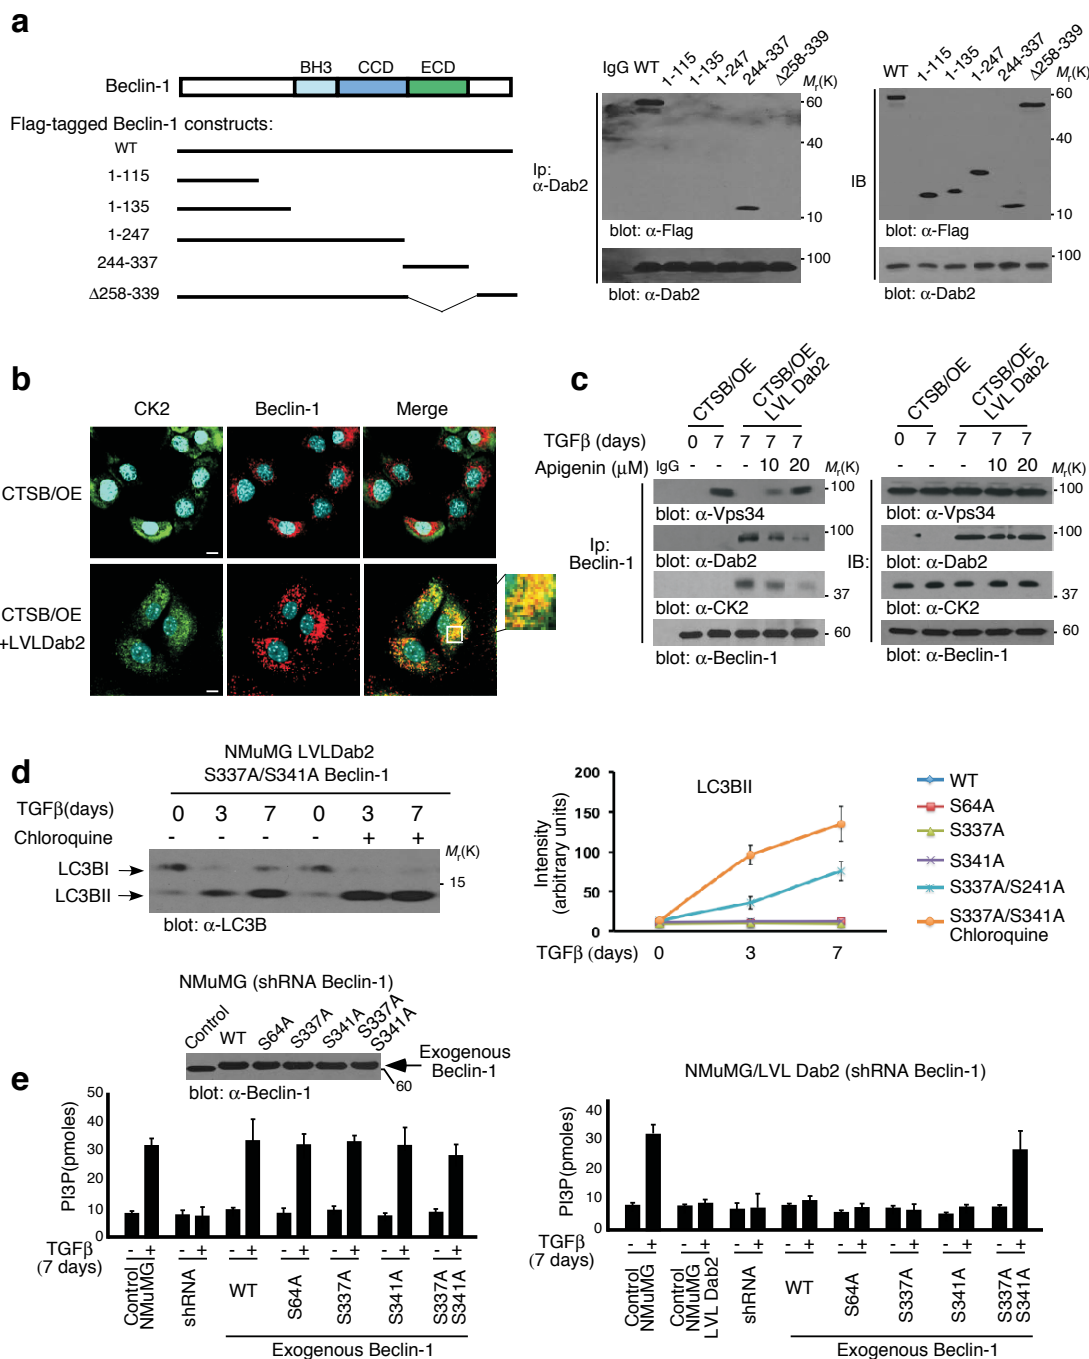 a
BH3 CCD ECD
Beclin-1
Flag-tagged Beclin-1 constructs:
WT
1-115
1-135
1-247
244-337
Δ258-339
IgG WT 1-115 1-135 1-247 244-337 Δ258-339 Mr(K)
60
40
10
Ip: α-Dab2
blot: α-Flag
100
blot: α-Dab2
WT 1-115 1-135 1-247 244-337 Δ258-339 Mr(K)
60
40
10
IB
blot: α-Flag
100
blot: α-Dab2
b
CK2 Beclin-1 Merge
CTSB/OE
CTSB/OE
+LVLDab2
c
CTSB/OE CTSB/OE LVL Dab2
TGFβ (days) 0 7 7 7 7
Apigenin (μM) IgG - - - 10 20 Mr(K)
100
blot: α-Vps34
100
Ip: Beclin-1
blot: α-Dab2
37
blot: α-CK2
60
blot: α-Beclin-1
CTSB/OE CTSB/OE LVL Dab2
0 7 7 7 7
- - - 10 20 Mr(K)
100
blot: α-Vps34
100
IB:
blot: α-Dab2
37
blot: α-CK2
60
blot: α-Beclin-1
d
NMuMG LVLDab2
S337A/S341A Beclin-1
TGFβ(days) 0 3 7 0 3 7
Chloroquine - - - - + +
Mr(K)
LC3BI
15
LC3BII
blot: α-LC3B
LC3BII
Intensity
(arbitrary units)
200
150
100
50
0
TGFβ (days) 0 3 7
WT
S64A
S337A
S341A
S337A/S241A
S337A/S341A
Chloroquine
NMuMG (shRNA Beclin-1)
Control WT S64A S337A S341A S337A S341A
Exogenous
Beclin-1
60
blot: α-Beclin-1
e
PI3P(pmoles)
50
40
30
20
10
0
TGFβ
(7 days)
- + - + - + - + - + - + - +
Control NMuMG
shRNA
WT
S64A
S337A
S341A
S337A S341A
Exogenous Beclin-1
NMuMG/LVL Dab2 (shRNA Beclin-1)
PI3P(pmoles)
40
30
20
10
0
TGFβ
(7 days)
- + - + - + - + - + - + - + - +
Control NMuMG
Control NMuMG LVL Dab2
shRNA
WT
S64A
S337A
S341A
S337A S341A
Exogenous Beclin-1